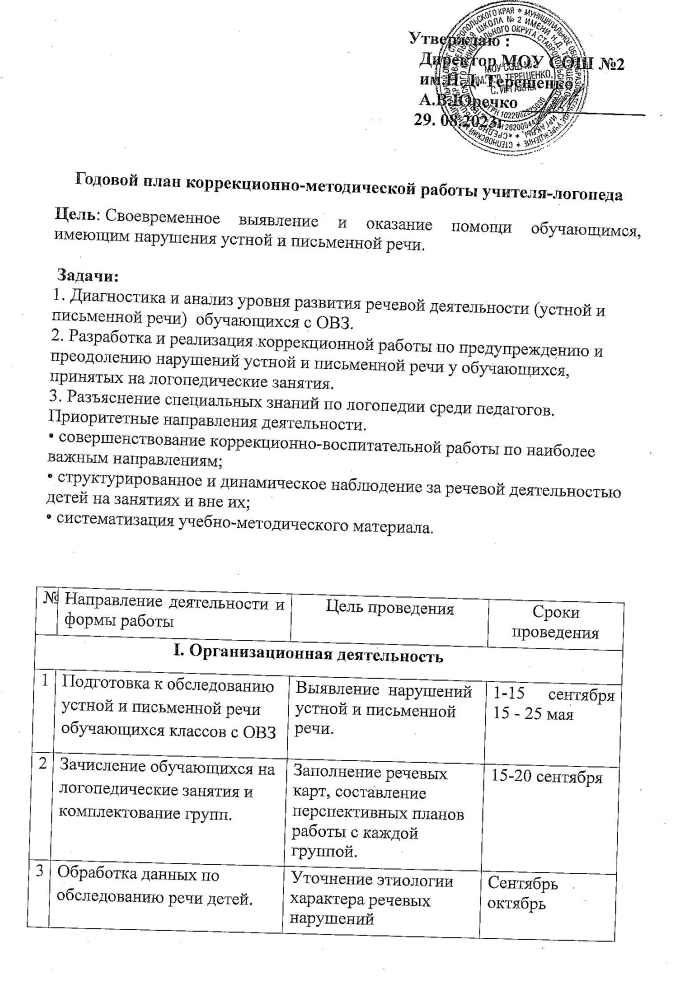 Утверждаю :
Директор МОУ СОШ №2
им.Н.Д. Терещенко
А.В.Юречко
29. 08.2023г
Годовой план коррекционно-методической работы учителя-логопеда
Цель: Своевременное выявление и оказание помощи обучающимся,
имеющим нарушения устной и письменной речи.
Задачи:
1. Диагностика и анализ уровня развития речевой деятельности (устной и
письменной речи) обучающихся с ОВЗ.
2. Разработка и реализация коррекционной работы по предупреждению и
преодолению нарушений устной и письменной речи у обучающихся,
принятых на логопедические занятия.
3. Разъяснение специальных знаний по логопедии среди педагогов.
Приоритетные направления деятельности.
• совершенствование коррекционно-воспитательной работы по наиболее
важным направлениям;
• структурированное и динамическое наблюдение за речевой деятельностью
детей на занятиях и вне их;
• систематизация учебно-методического материала.
№ Направление деятельности и
формы работы
Цель проведения
Сроки
проведения
I. Организационная деятельность
1 Подготовка к обследованию
устной и письменной речи
обучающихся классов с ОВЗ
Выявление нарушений
устной и письменной
речи.
1-15 сентября
15 - 25 мая
2 Зачисление обучающихся на
логопедические занятия и
комплектование групп.
Заполнение речевых
карт, составление
перспективных планов
работы с каждой
группой.
15-20 сентября
3 Обработка данных по
обследованию речи детей.
Уточнение этиологии
характера речевых
нарушений
Сентябрь
октябрь